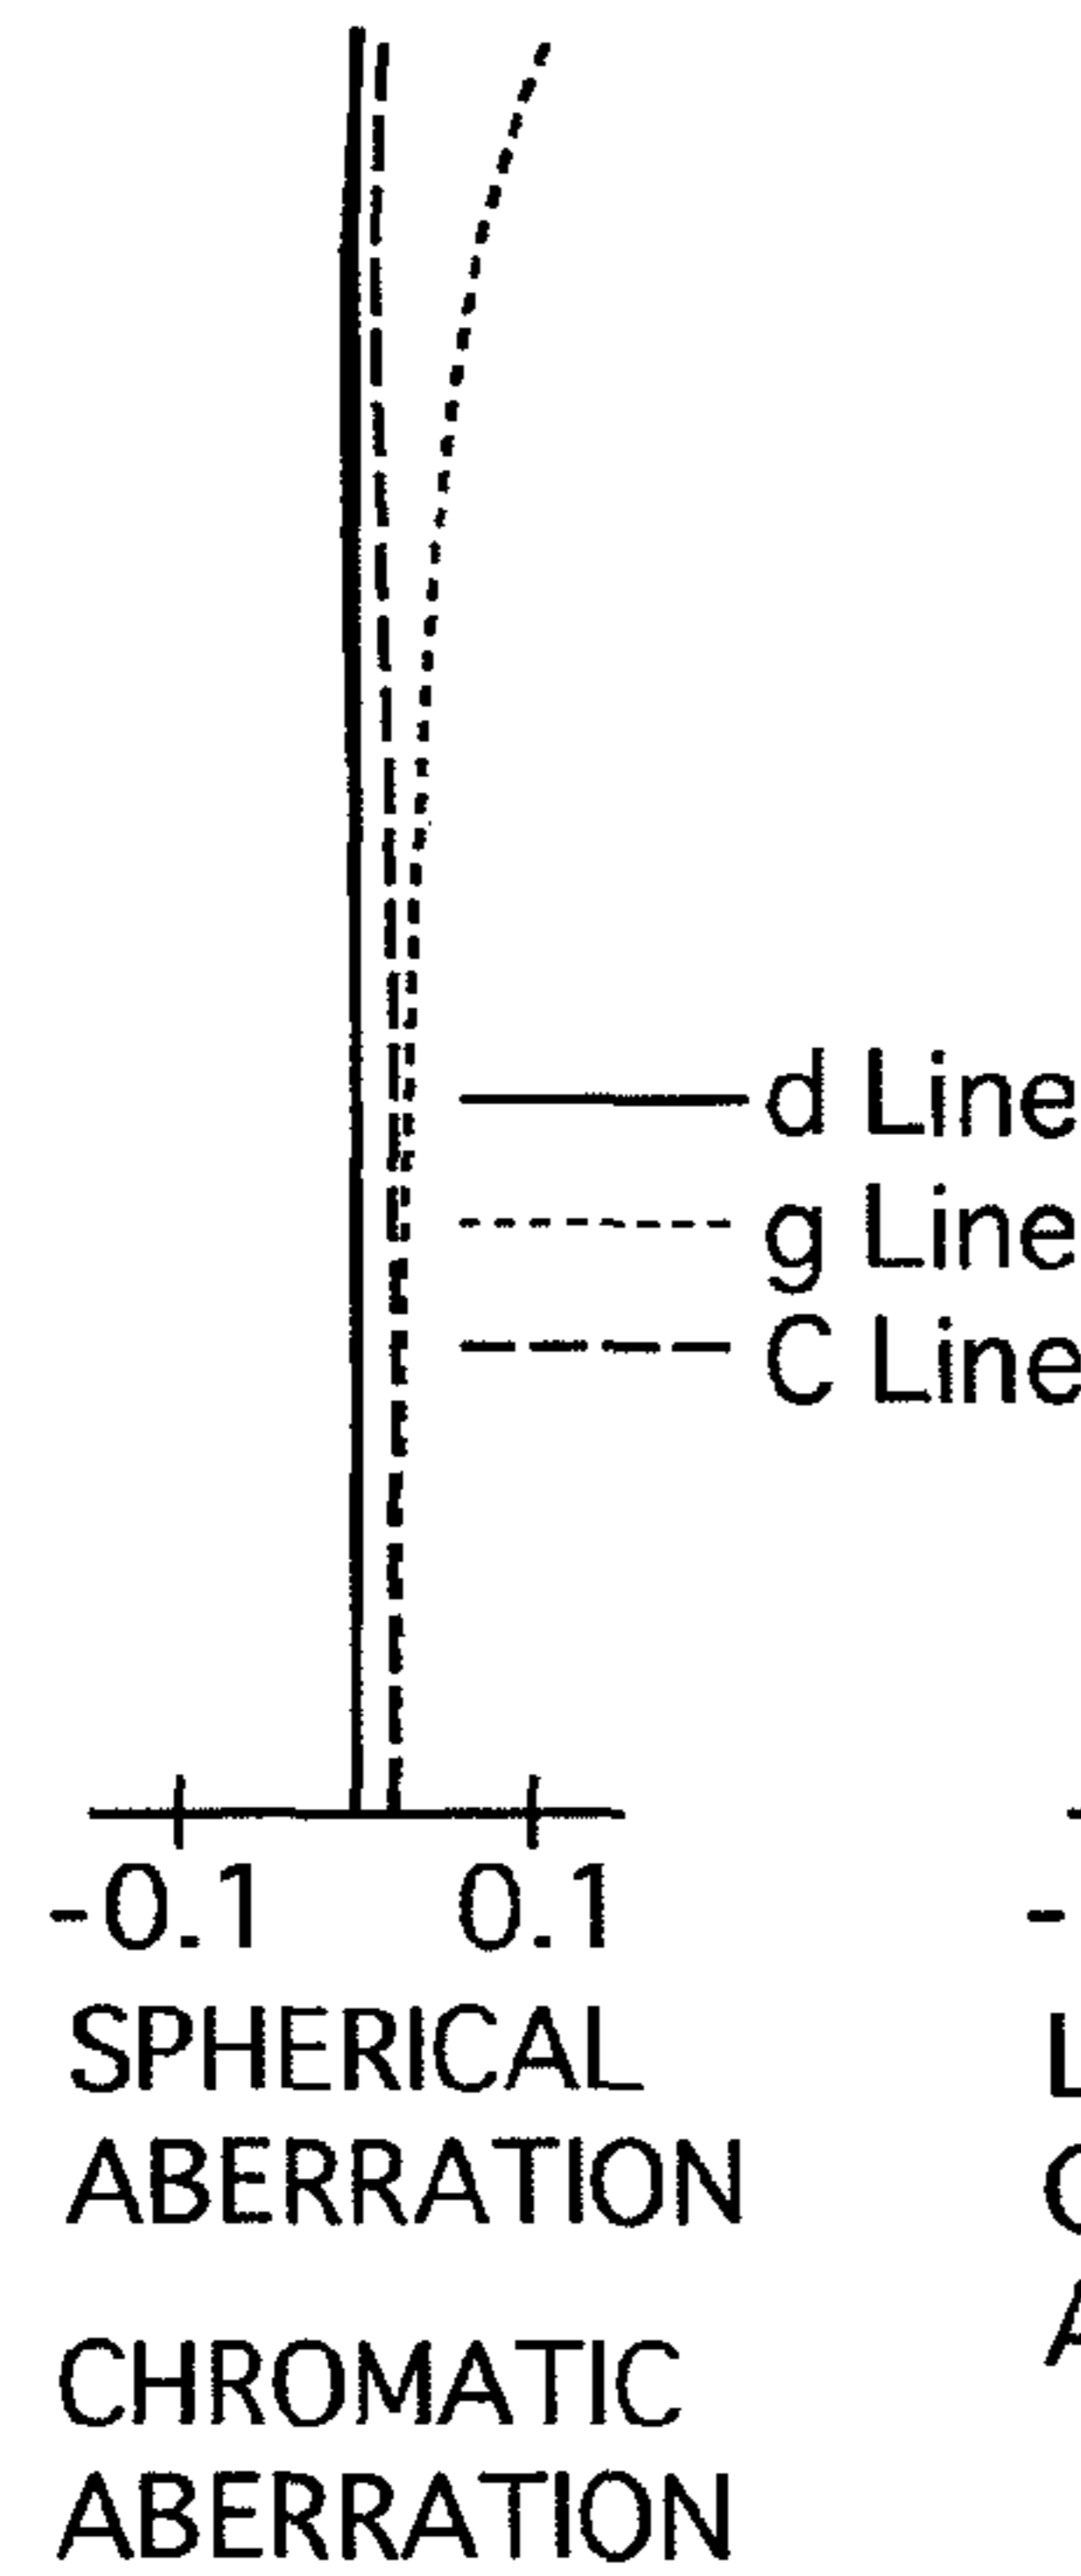 d Line
g Line
C Line
-0.1 0.1
SPHERICAL
ABERRATION
CHROMATIC
ABERRATION